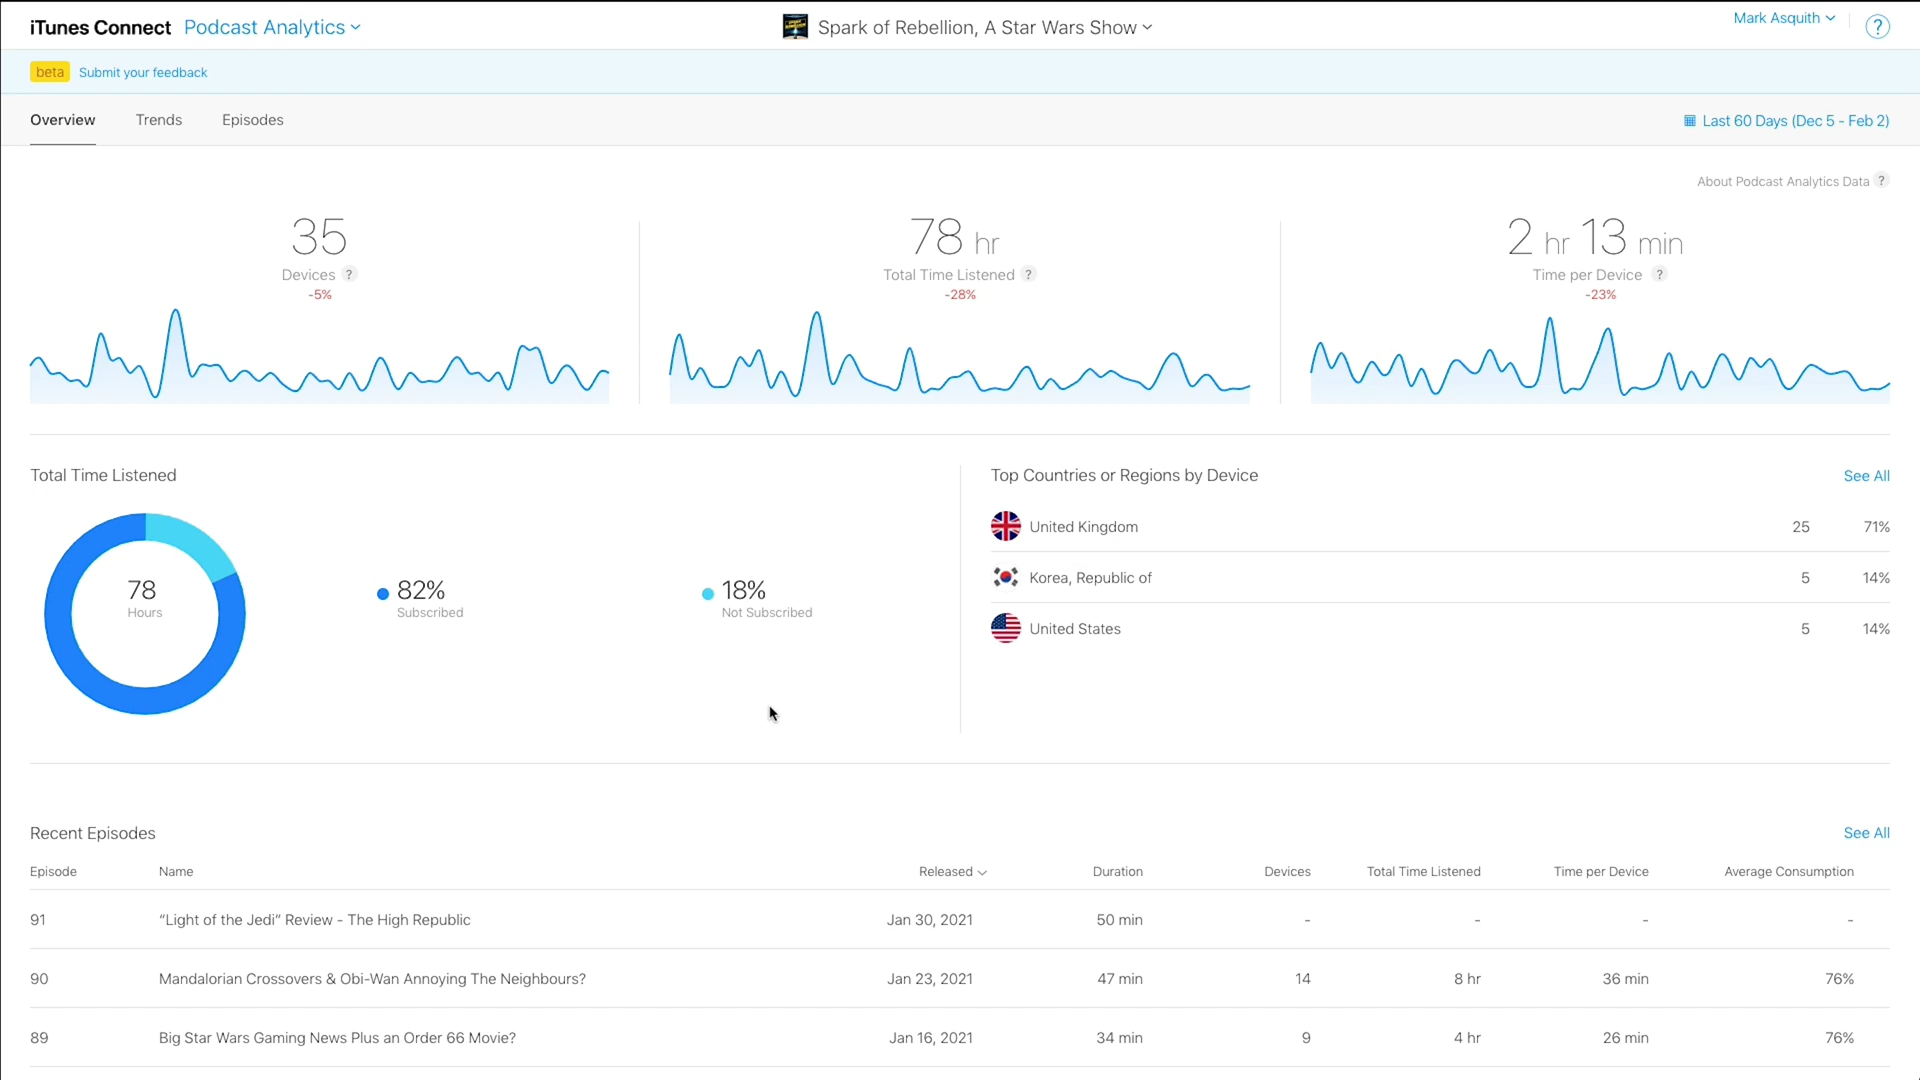 iTunes Connect Podcast Analytics
Spark of Rebellion, A Star Wars Show
Mark Asquith
?
beta Submit your feedback
Overview Trends Episodes
Last 60 Days (Dec 5 - Feb 2)
About Podcast Analytics Data ?
35
Devices ?
-5%
78 hr
Total Time Listened ?
-28%
2 hr 13 min
Time per Device ?
-23%
Total Time Listened
78
Hours
82%
Subscribed
18%
Not Subscribed
Top Countries or Regions by Device See All
United Kingdom 25 71%
Korea, Republic of 5 14%
United States 5 14%
Recent Episodes See All
Episode Name Released Duration Devices Total Time Listened Time per Device Average Consumption
91 “Light of the Jedi” Review - The High Republic Jan 30, 2021 50 min - - - -
90 Mandalorian Crossovers & Obi-Wan Annoying The Neighbours? Jan 23, 2021 47 min 14 8 hr 36 min 76%
89 Big Star Wars Gaming News Plus an Order 66 Movie? Jan 16, 2021 34 min 9 4 hr 26 min 76%